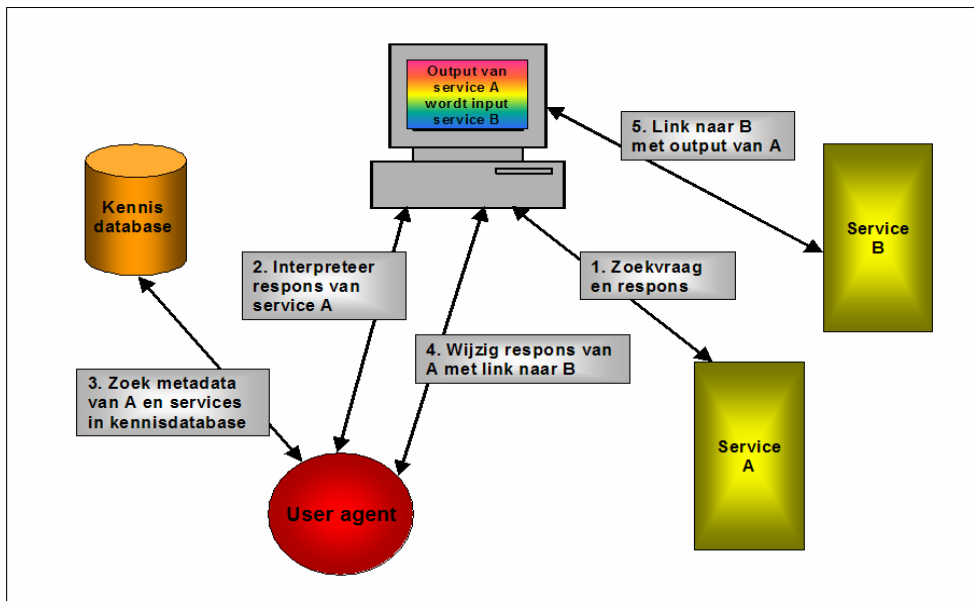 Output van
service A
wordt input
service B
5. Link naar B
met output van A
Kennis
database
Service
B
2. Interpreteer
respons van
service A
1. Zoekvraag
en respons
4. Wijzig respons van
A met link naar B
3. Zoek metadata
van A en services
in kennisdatabase
Service
A
User agent